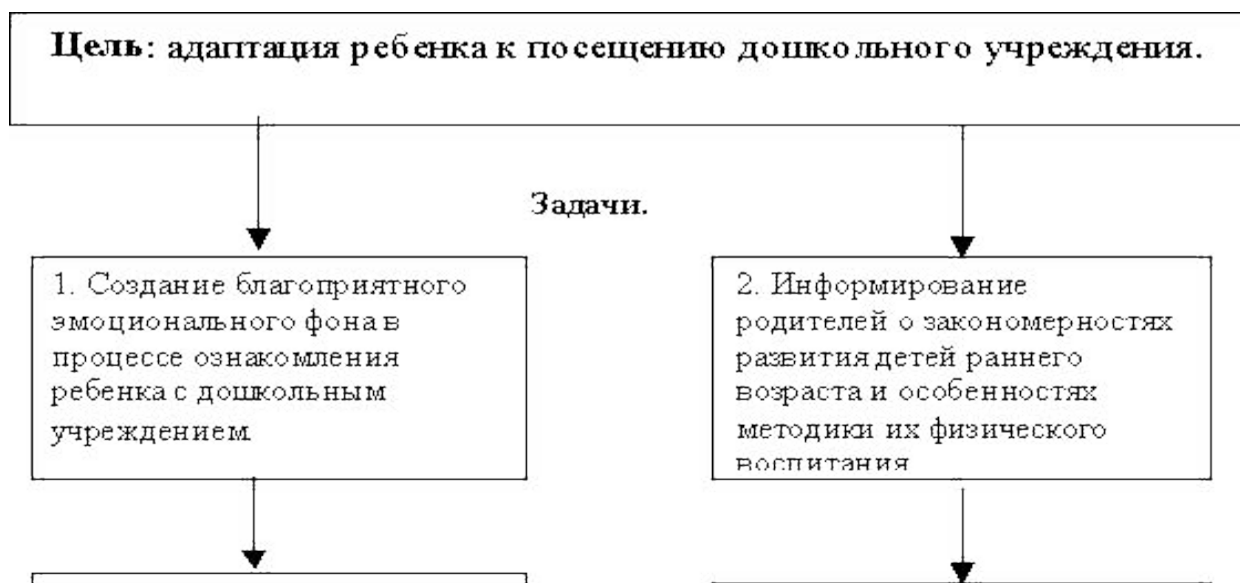 Цель: адаптация ребенка к посещению дошкольного учреждения.
Задачи.
1. Создание благоприятного
эмоционального фона в
процессе ознакомления
ребенка с дошкольным
учреждением.
2. Информирование
родителей о закономерностях
развития детей раннего
возраста и особенностях
методики их физического
воспитания